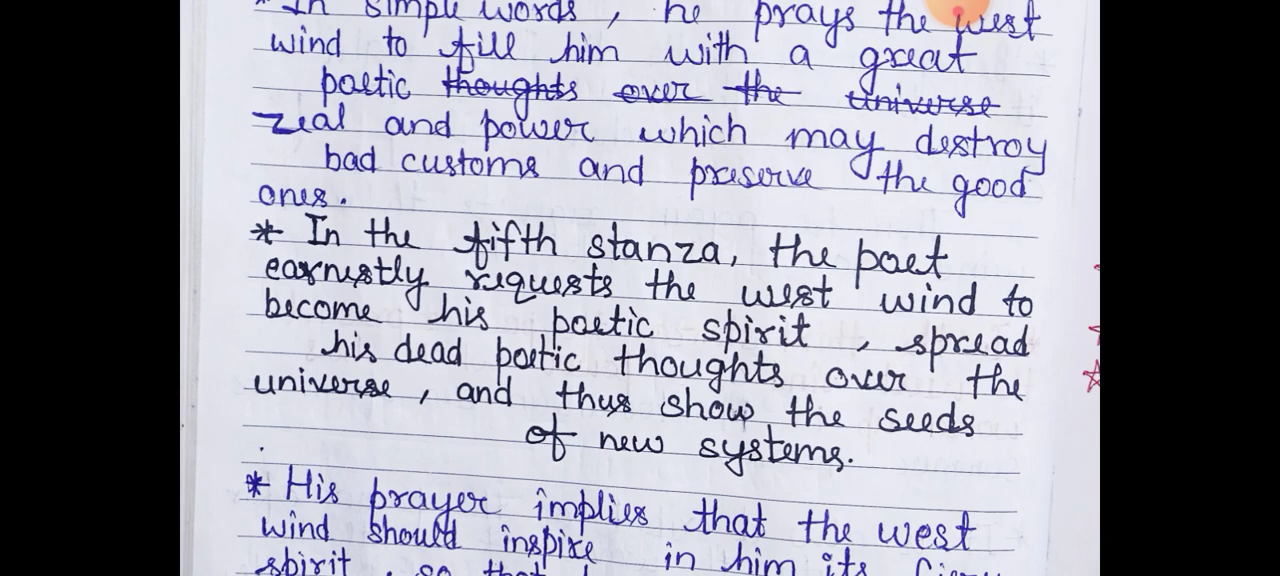 * In simple words, he prays the west
wind to fill him with a great
poetic thoughts over the universe
zeal and power which may destroy
bad customs and preserve the good
ones.
* In the fifth stanza, the poet
earnestly requests the west wind to
become his poetic spirit, spread
his dead poetic thoughts over the
universe, and thus show the seeds
of new systems.
* His prayer implies that the west
wind should inspire in him its
spirit, so that